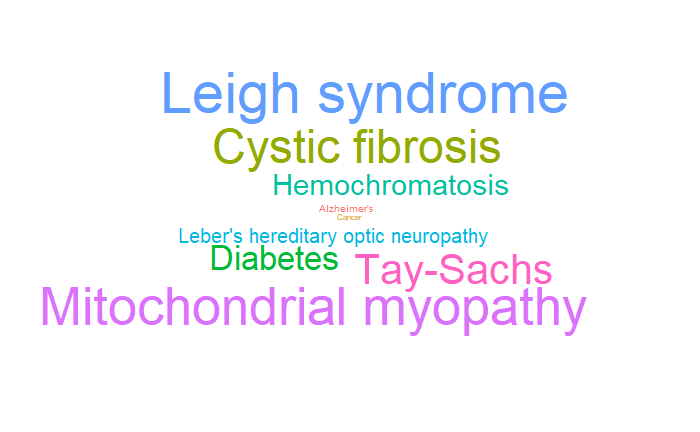 Leigh syndrome
Cystic fibrosis
Hemochromatosis
Alzheimer's
Cancer
Leber's hereditary optic neuropathy
Diabetes
Tay-Sachs
Mitochondrial myopathy